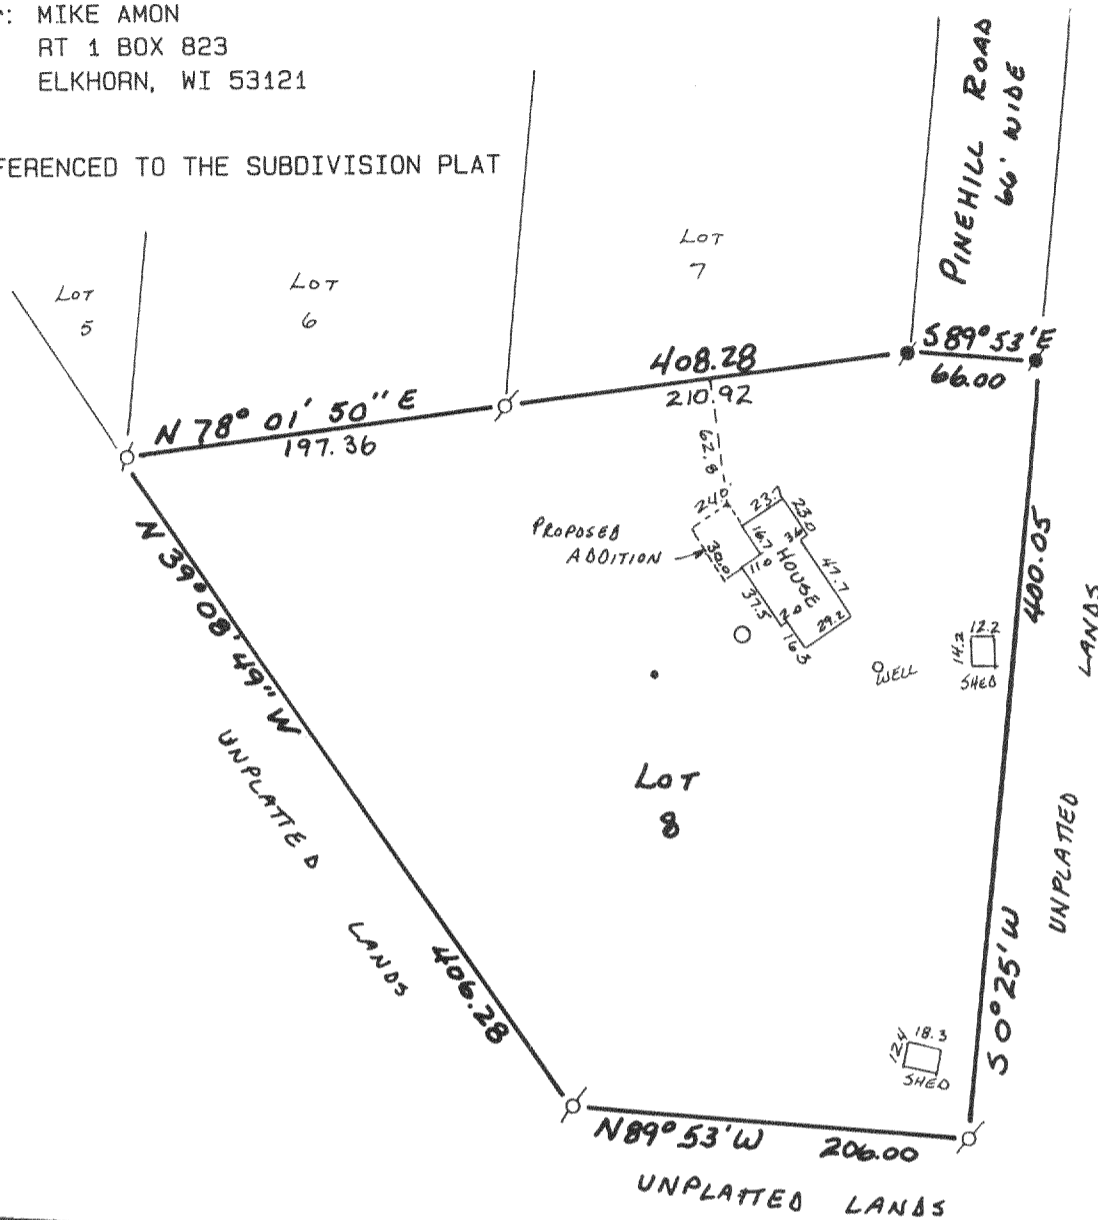 MIKE AMON
RT 1 BOX 823
ELKHORN, WI 53121
FERENCED TO THE SUBDIVISION PLAT
PINEHILL ROAD
66' WIDE
LOT
5
LOT
6
LOT
7
S89°53'E
66.00
408.28
210.92
N 78° 01' 50" E
197.36
62.8
24.0
23.7
23.0
16.7
3.4
PROPOSED
ADDITION
30.0
11.0
HOUSE
47.7
37.5
2.0
29.2
16.3
WELL
12.2
14.2
SHED
400.05
S 0° 25' W
UNPLATTED LANDS
N 39° 08' 49" W
406.28
UNPLATTED
LANDS
LOT
8
18.3
12.4
SHED
N89° 53' W 206.00
UNPLATTED LANDS